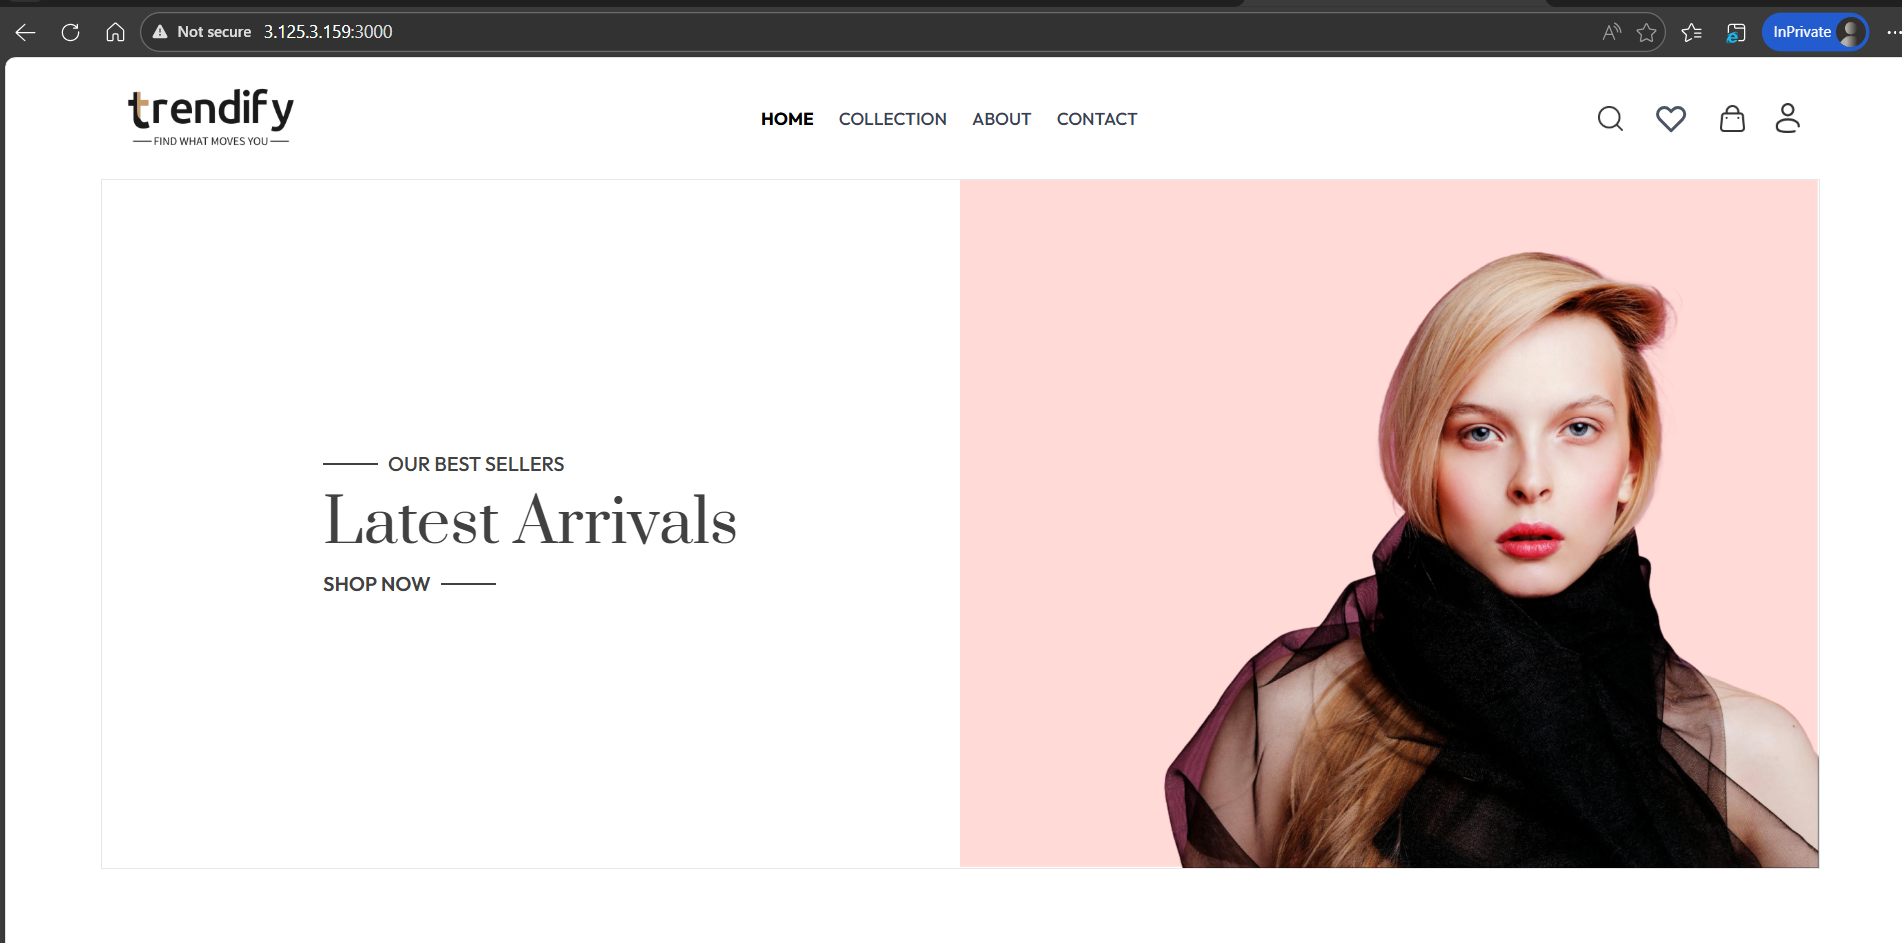 Not secure 3.125.3.159:3000
InPrivate
trendify
FIND WHAT MOVES YOU
HOME COLLECTION ABOUT CONTACT
OUR BEST SELLERS
Latest Arrivals
SHOP NOW